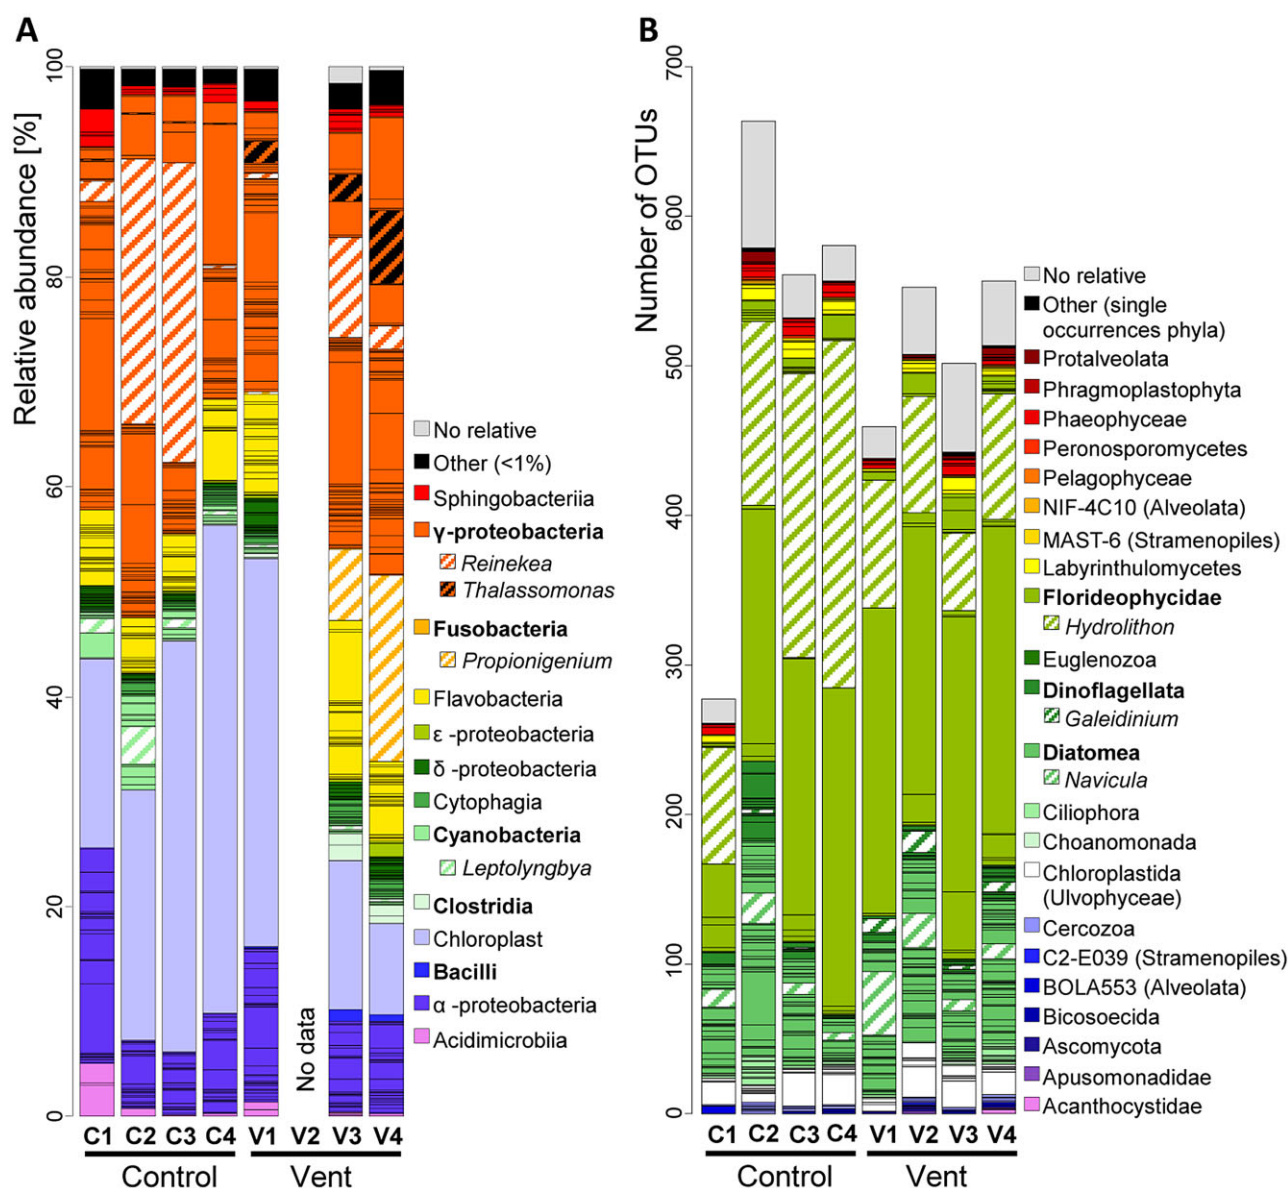 A
Relative abundance [%]
100
80
60
40
20
0
No relative
Other (<1%)
Sphingobacteriia
γ-proteobacteria
Reinekea
Thalassomonas
Fusobacteria
Propionigenium
Flavobacteria
ε -proteobacteria
δ -proteobacteria
Cytophagia
Cyanobacteria
Leptolyngbya
Clostridia
Chloroplast
Bacilli
α -proteobacteria
Acidimicrobiia
No data
C1 C2 C3 C4 V1 V2 V3 V4
Control Vent
B
Number of OTUs
700
600
500
400
300
200
100
0
No relative
Other (single
occurrences phyla)
Protalveolata
Phragmoplastophyta
Phaeophyceae
Peronosporomycetes
Pelagophyceae
NIF-4C10 (Alveolata)
MAST-6 (Stramenopiles)
Labyrinthulomycetes
Florideophycidae
Hydrolithon
Euglenozoa
Dinoflagellata
Galeidinium
Diatomea
Navicula
Ciliophora
Choanomonada
Chloroplastida
(Ulvophyceae)
Cercozoa
C2-E039 (Stramenopiles)
BOLA553 (Alveolata)
Bicosoecida
Ascomycota
Apusomonadidae
Acanthocystidae
C1 C2 C3 C4 V1 V2 V3 V4
Control Vent